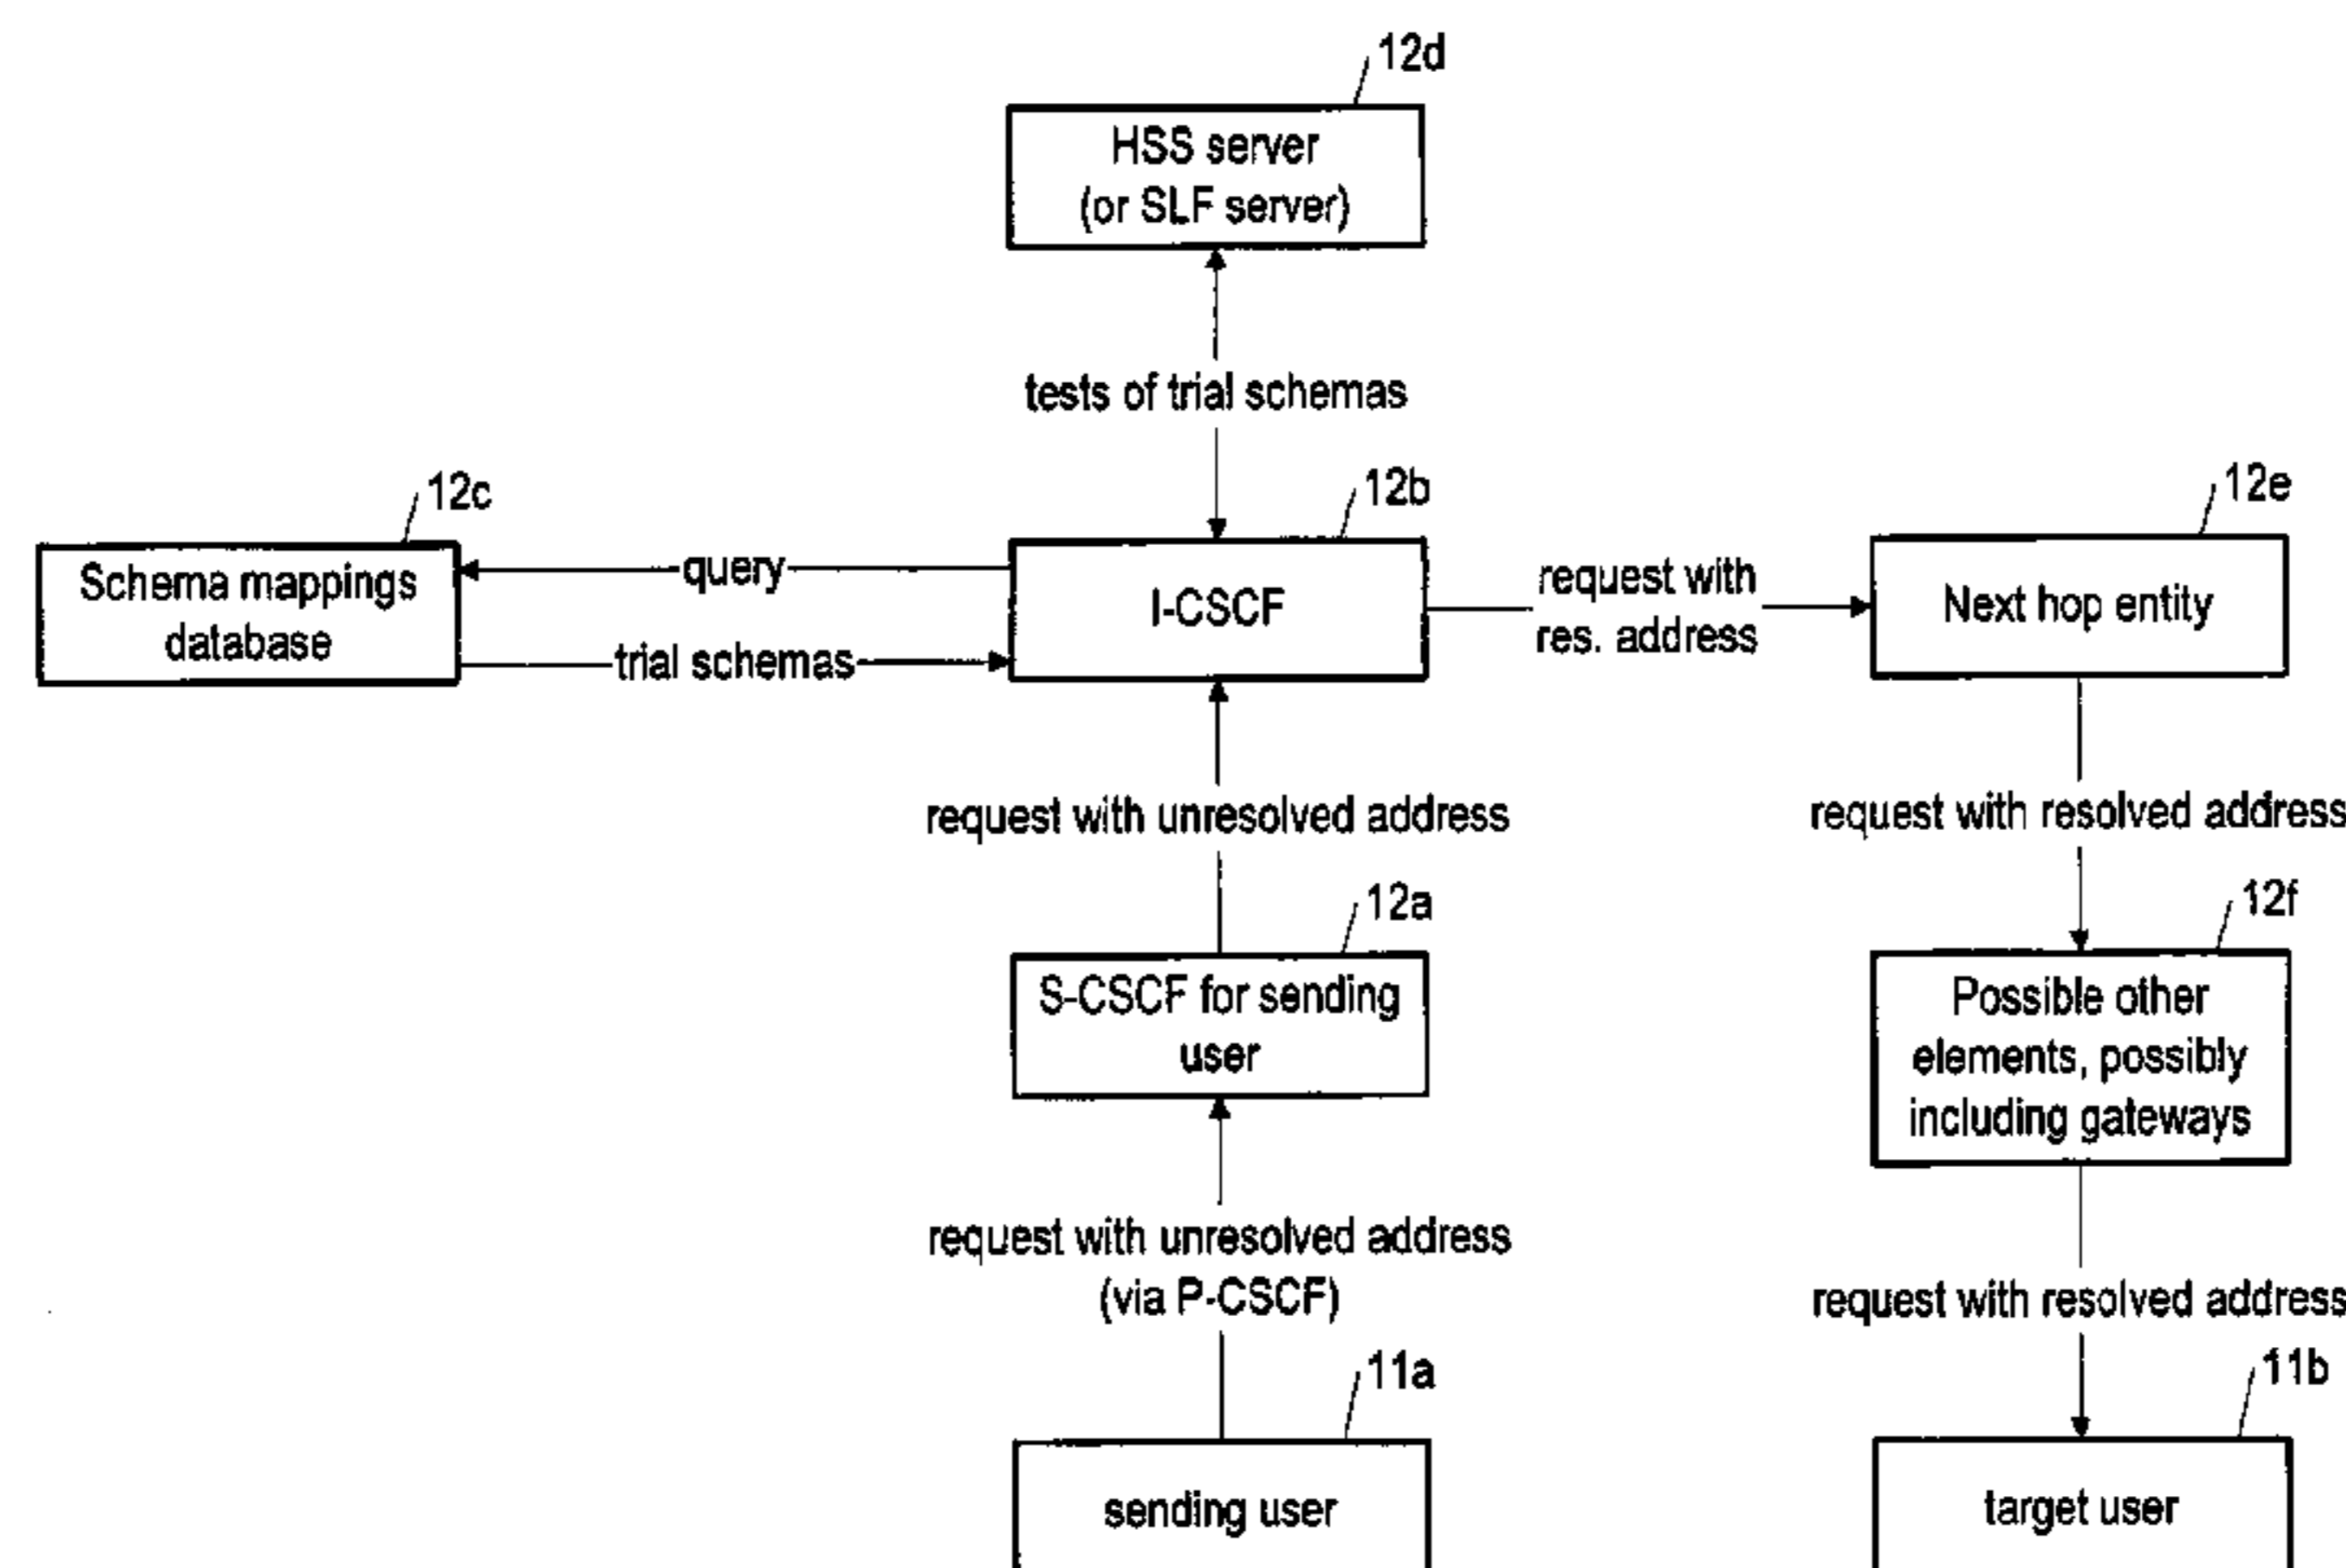 12d
HSS server
(or SLF server)
tests of trial schemas
12c
12b
12e
Schema mappings
database
query
trial schemas
I-CSCF
request with
res. address
Next hop entity
request with unresolved address
request with resolved address
12a
12f
S-CSCF for sending
user
Possible other
elements, possibly
including gateways
request with unresolved address
(via P-CSCF)
request with resolved address
11a
11b
sending user
target user